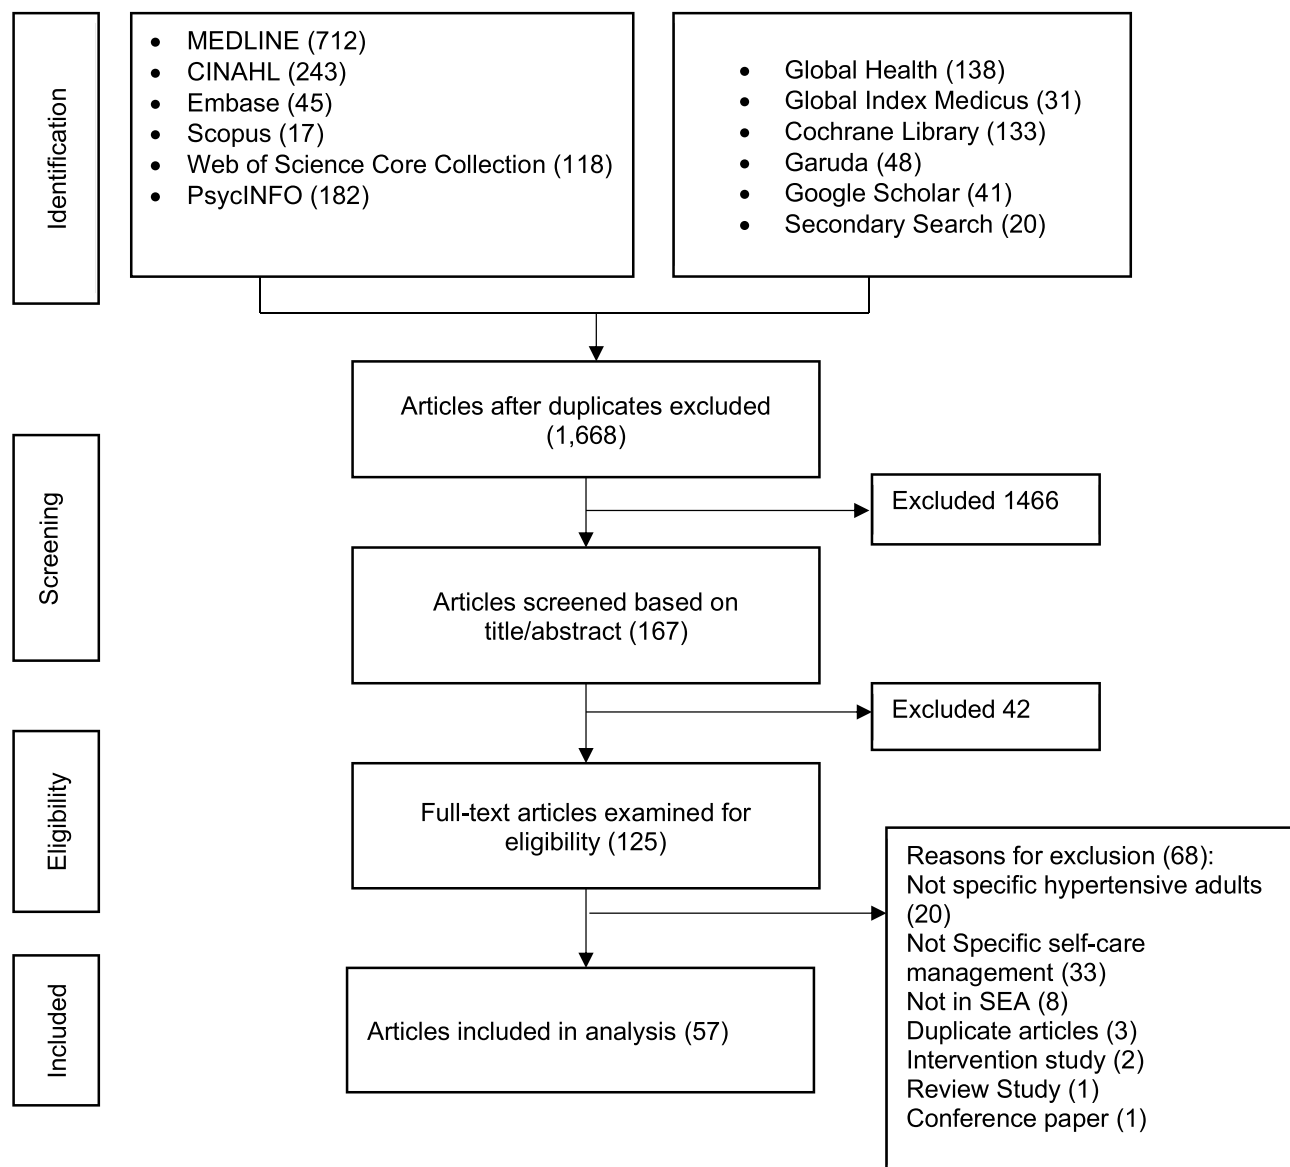 Identification
• MEDLINE (712)
• CINAHL (243)
• Embase (45)
• Scopus (17)
• Web of Science Core Collection (118)
• PsycINFO (182)
• Global Health (138)
• Global Index Medicus (31)
• Cochrane Library (133)
• Garuda (48)
• Google Scholar (41)
• Secondary Search (20)
Articles after duplicates excluded
(1,668)
Screening
Excluded 1466
Articles screened based on
title/abstract (167)
Excluded 42
Eligibility
Full-text articles examined for
eligibility (125)
Reasons for exclusion (68):
Not specific hypertensive adults
(20)
Not Specific self-care
management (33)
Not in SEA (8)
Duplicate articles (3)
Intervention study (2)
Review Study (1)
Conference paper (1)
Included
Articles included in analysis (57)